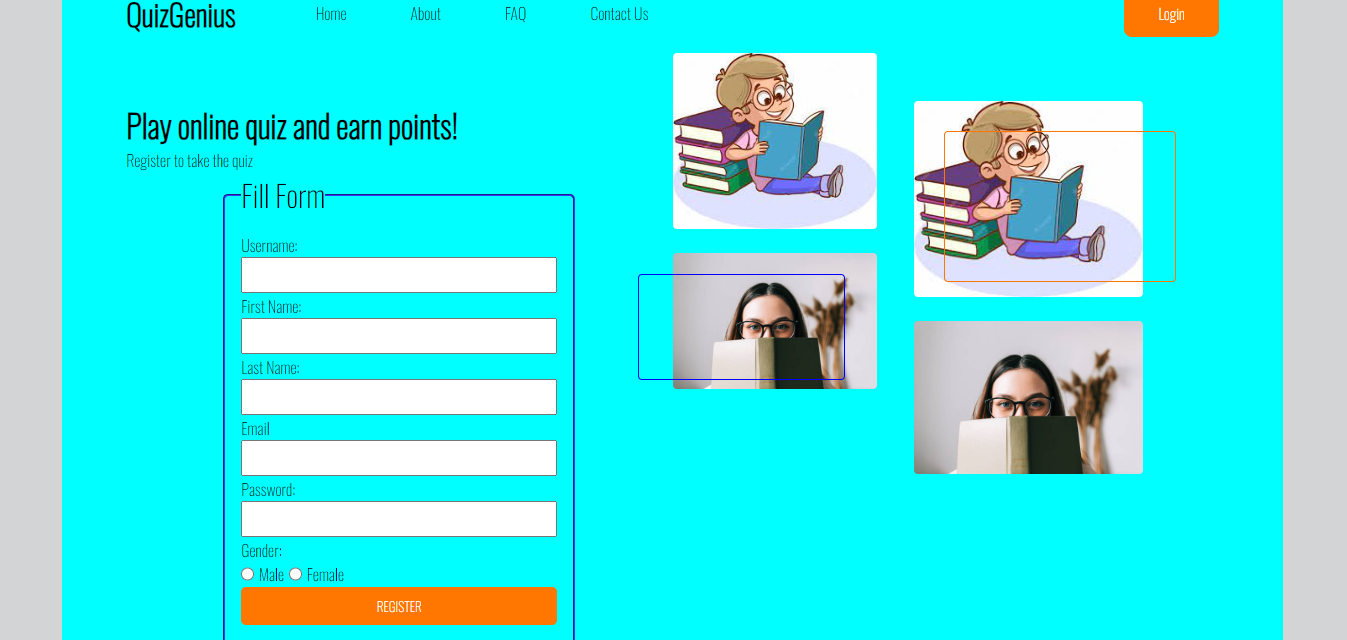 QuizGenius Home About FAQ Contact Us Login
Play online quiz and earn points!
Register to take the quiz
Fill Form
Username:
First Name:
Last Name:
Email
Password:
Gender:
Male Female
REGISTER